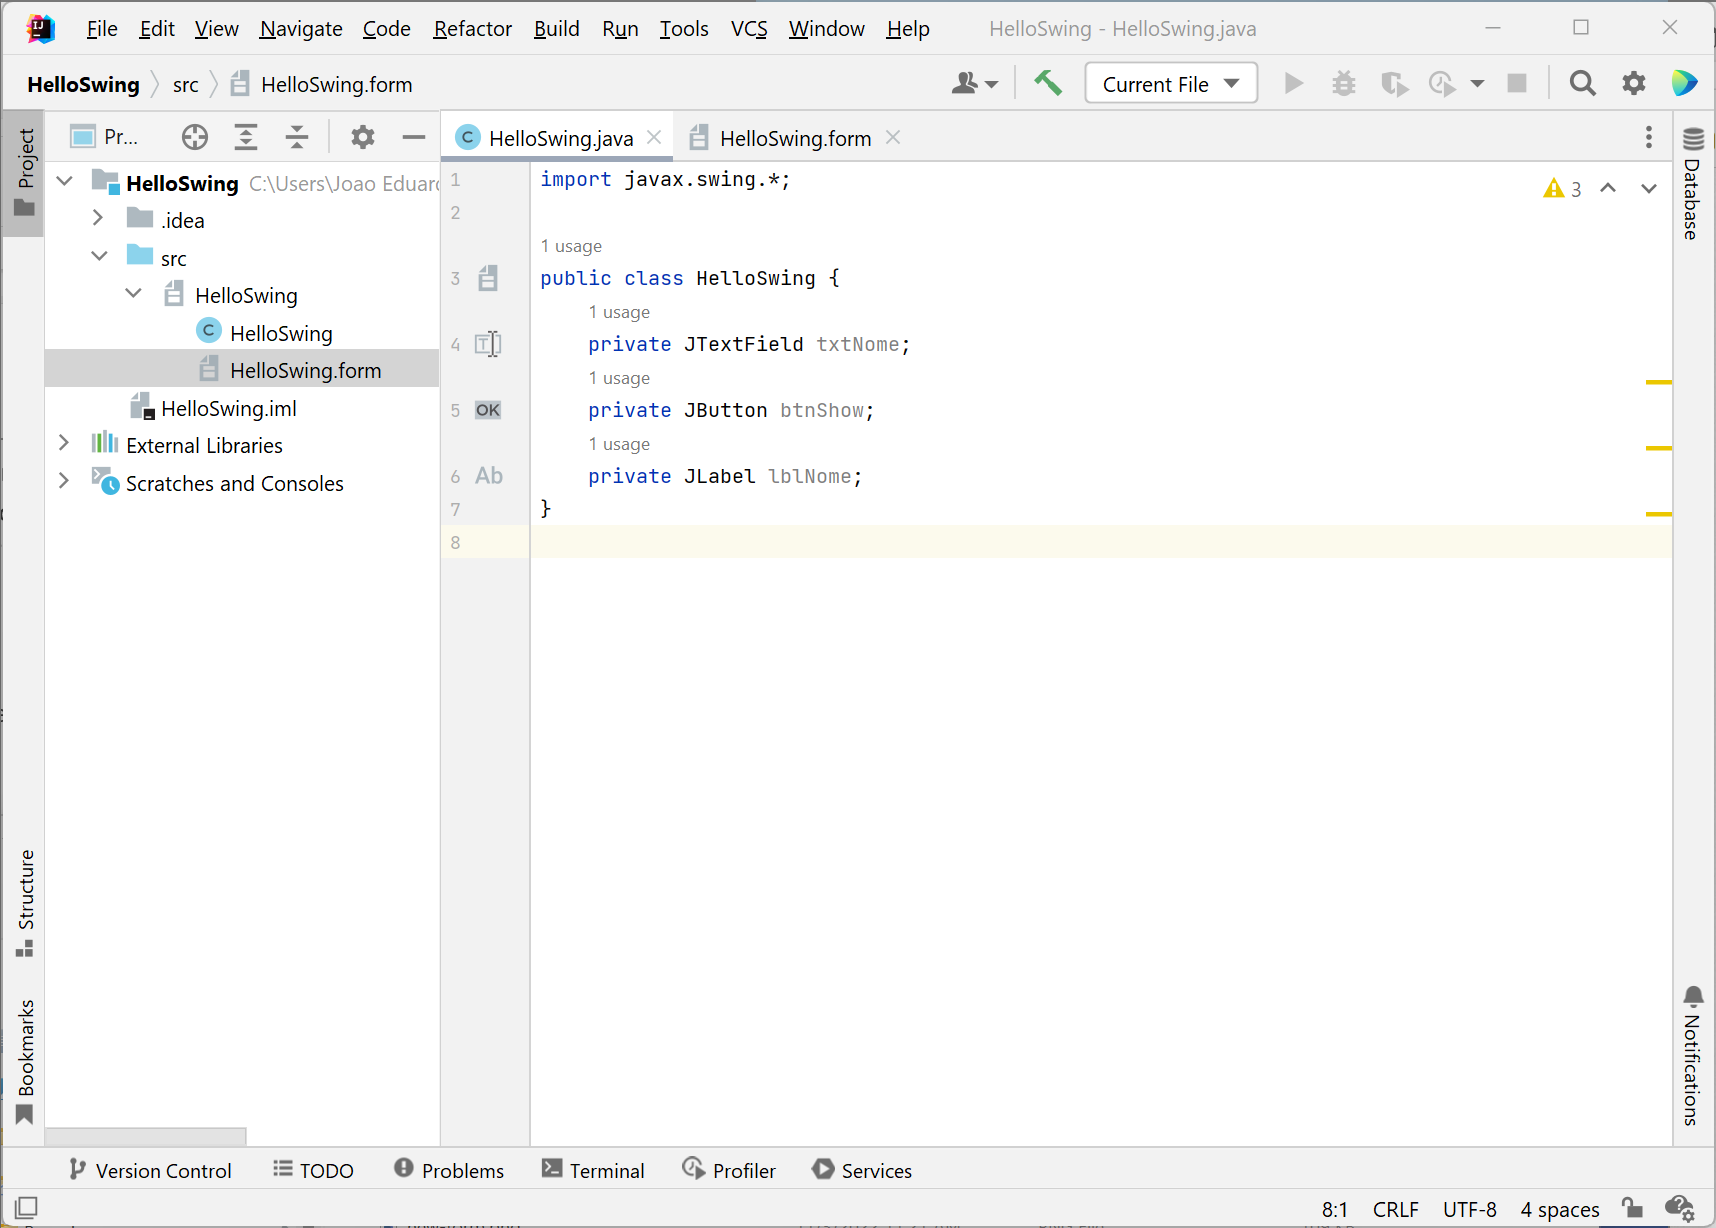 File Edit View Navigate Code Refactor Build Run Tools VCS Window Help HelloSwing - HelloSwing.java
HelloSwing src HelloSwing.form Current File
Project
Pr...
HelloSwing C:\Users\Joao Eduar
.idea
src
HelloSwing
HelloSwing
HelloSwing.form
HelloSwing.iml
External Libraries
Scratches and Consoles
Structure
Bookmarks
HelloSwing.java HelloSwing.form
1 import javax.swing.*;
2
1 usage
3 public class HelloSwing {
1 usage
4 private JTextField txtNome;
1 usage
5 OK private JButton btnShow;
1 usage
6 Ab private JLabel lblNome;
7 }
8
3
Database
Notifications
Version Control TODO Problems Terminal Profiler Services
8:1 CRLF UTF-8 4 spaces